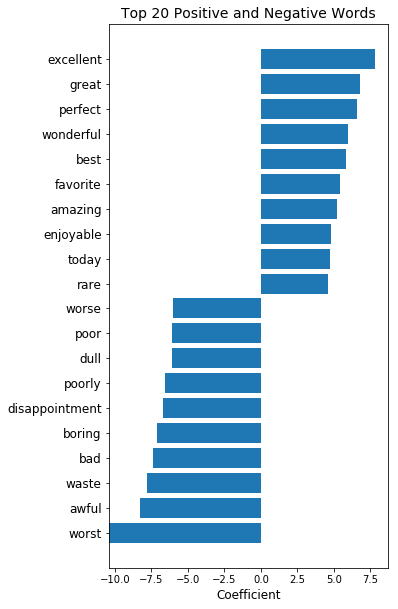 Top 20 Positive and Negative Words
excellent
great
perfect
wonderful
best
favorite
amazing
enjoyable
today
rare
worse
poor
dull
poorly
disappointment
boring
bad
waste
awful
worst
−10.0 −7.5 −5.0 −2.5 0.0 2.5 5.0 7.5
Coefficient